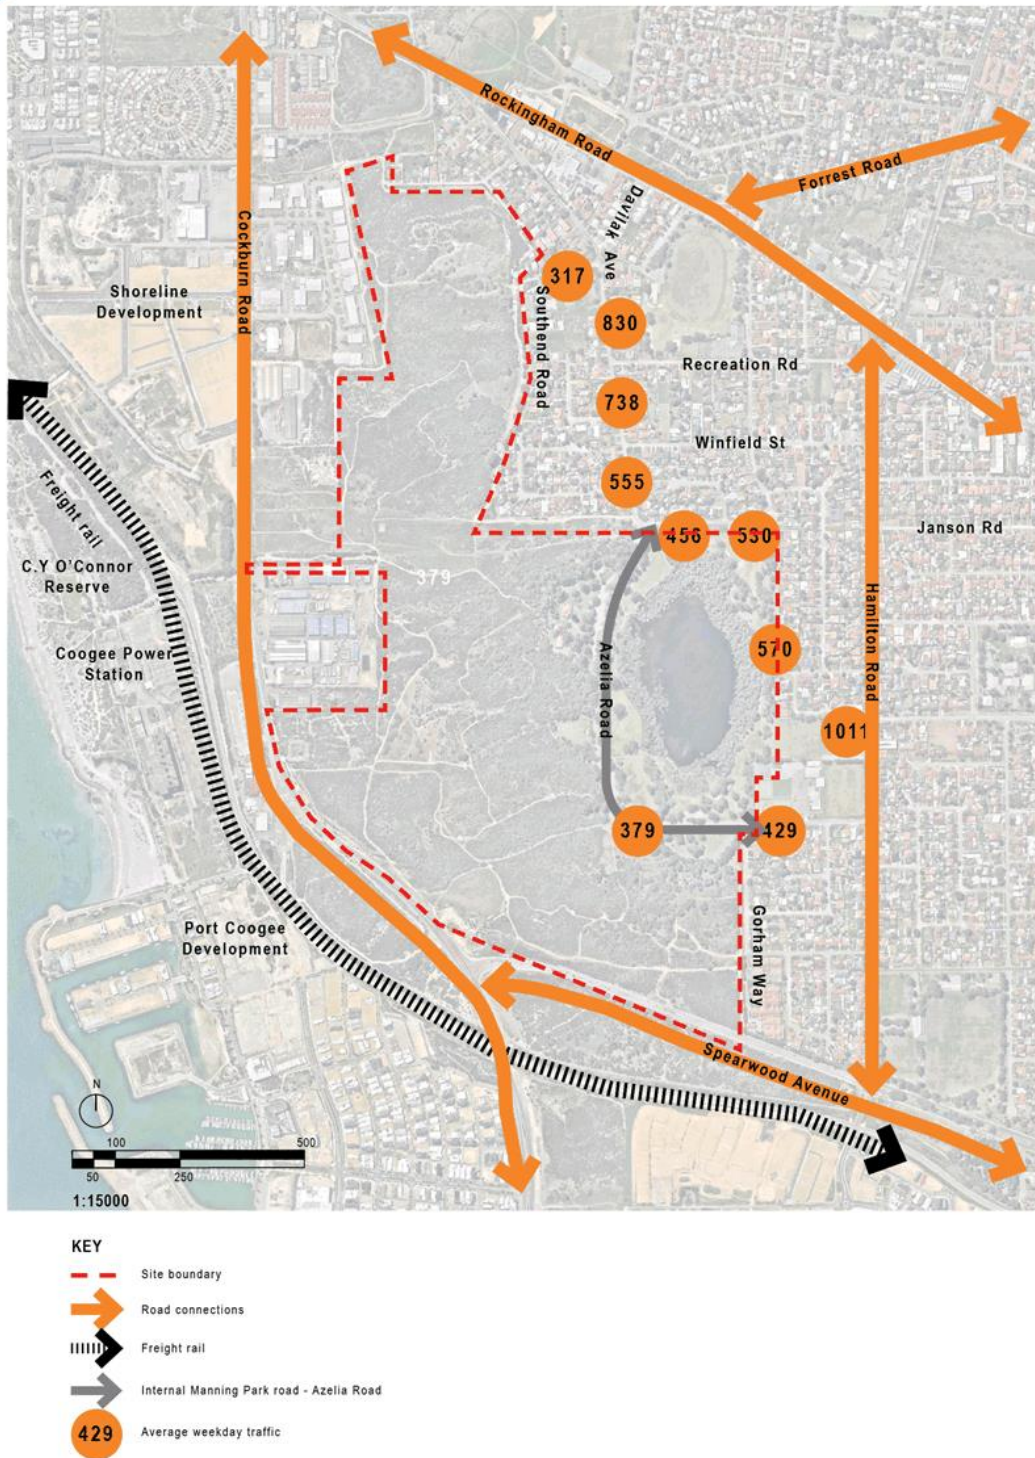 Rockingham Road
Forrest Road
Davilak Ave
Cockburn Road
317
Shoreline
Development
Southend Road
830
Recreation Rd
738
Winfield St
Freight rail
555
456
530
Janson Rd
C.Y O'Connor
Reserve
379
Hamilton Road
Coogee Power
Station
Azelia Road
570
1011
379
429
Port Coogee
Development
Gorham Way
Spearwood Avenue
N
100
500
50
250
1:15000
KEY
Site boundary
Road connections
Freight rail
Internal Manning Park road - Azelia Road
429
Average weekday traffic